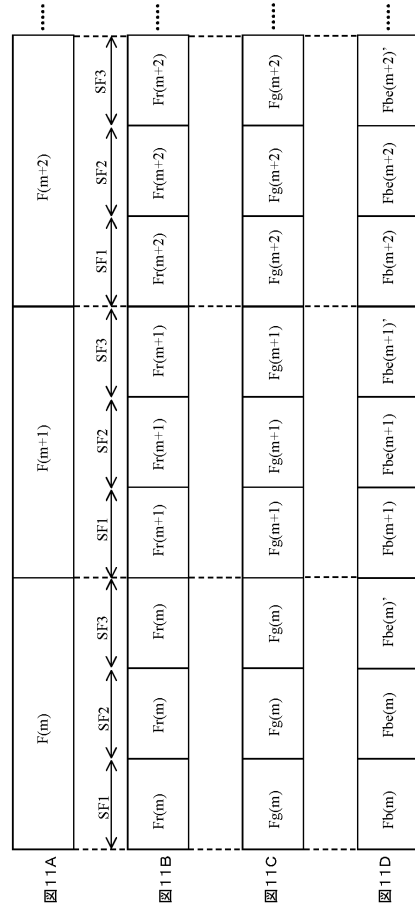 図11A F(m) F(m+1) F(m+2) ······
SF1 SF2 SF3 SF1 SF2 SF3 SF1 SF2 SF3
図11B Fr(m) Fr(m) Fr(m) Fr(m+1) Fr(m+1) Fr(m+1) Fr(m+2) Fr(m+2) Fr(m+2) ······
図11C Fg(m) Fg(m) Fg(m) Fg(m+1) Fg(m+1) Fg(m+1) Fg(m+2) Fg(m+2) Fg(m+2) ······
図11D Fb(m) Fbe(m) Fbe(m)’ Fb(m+1) Fbe(m+1) Fbe(m+1)’ Fb(m+2) Fbe(m+2) Fbe(m+2)’ ······